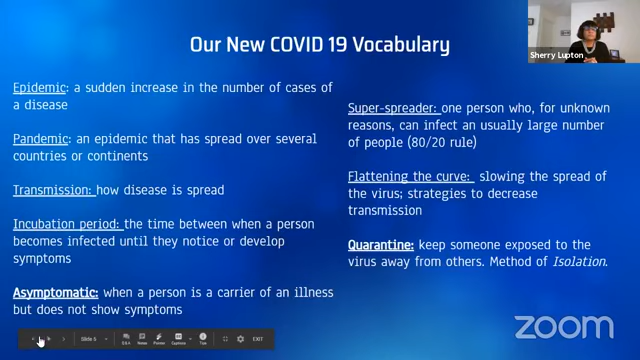 Our New COVID 19 Vocabulary
Sherry Lupton
Epidemic: a sudden increase in the number of cases of
a disease
Pandemic: an epidemic that has spread over several
countries or continents
Transmission: how disease is spread
Incubation period: the time between when a person
becomes infected until they notice or develop
symptoms
Asymptomatic: when a person is a carrier of an illness
but does not show symptoms
Super-spreader: one person who, for unknown
reasons, can infect an usually large number
of people (80/20 rule)
Flattening the curve: slowing the spread of
the virus; strategies to decrease
transmission
Quarantine: keep someone exposed to the
virus away from others. Method of Isolation.
Slide 5
Q&A
Notes
Pointer
Captions
Tips
EXIT
zoom